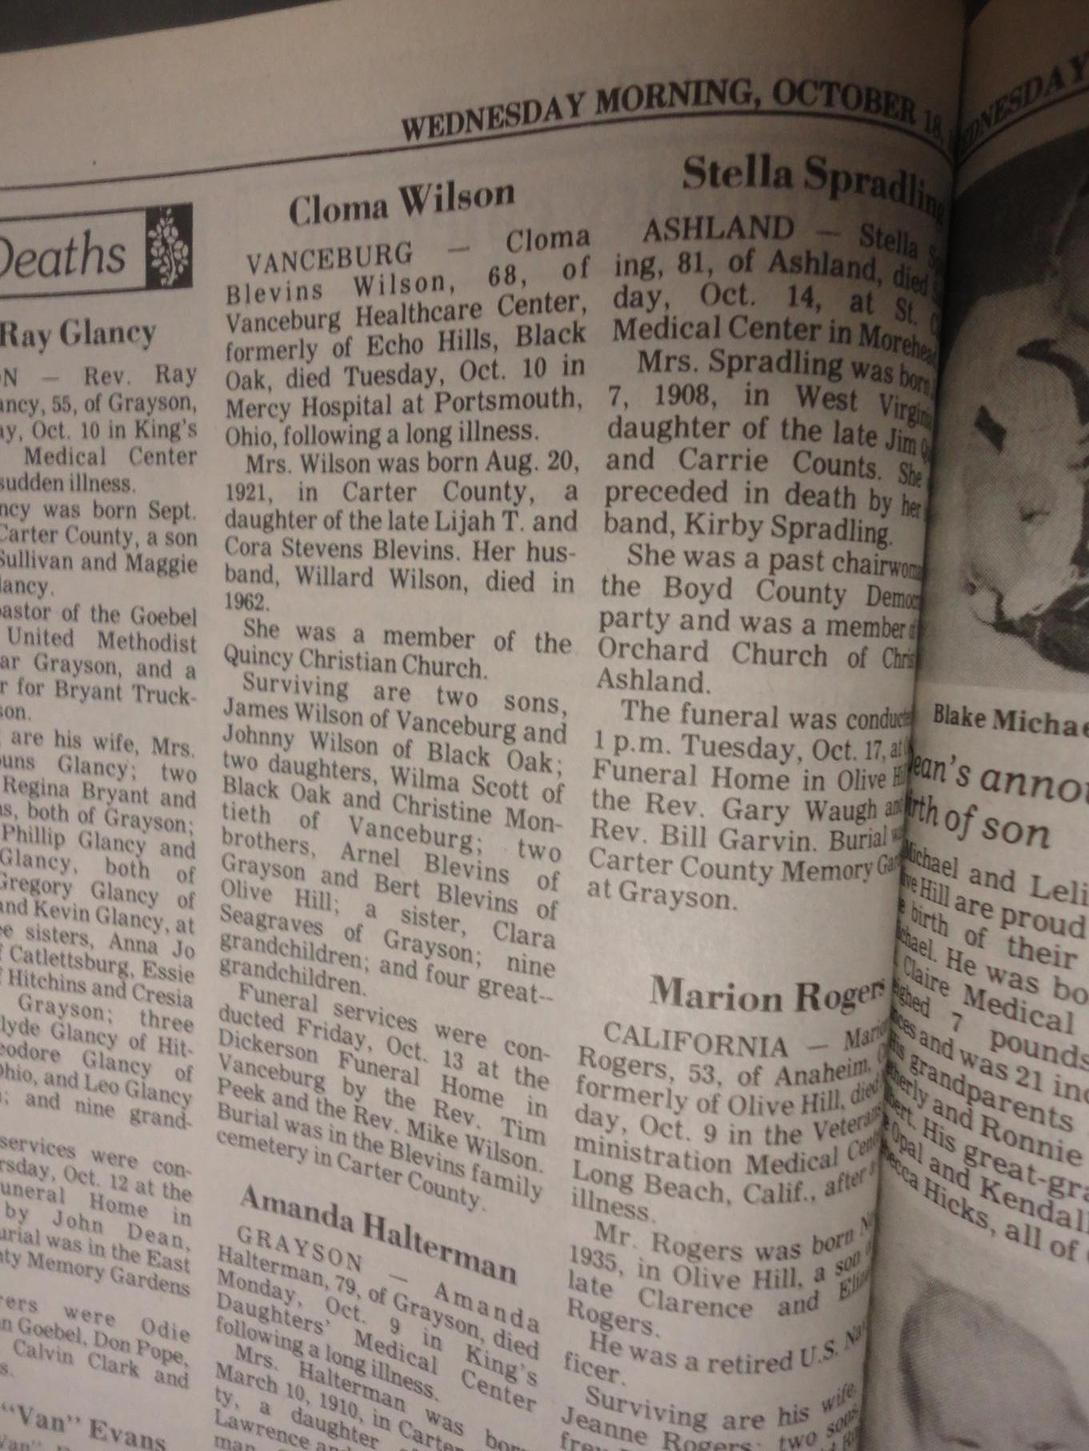 WEDNESDAY MORNING, OCTOBER 18,
Deaths
Ray Glancy
Rev. Ray
55, of Grayson,
Oct. 10 in King's
Medical Center
sudden illness.
was born Sept.
Carter County, a son
Sullivan and Maggie
pastor of the Goebel
United Methodist
Grayson, and a
for Bryant Truck-
are his wife, Mrs.
Glancy; two
Regina Bryant and
both of Grayson;
Phillip Glancy and
Glancy, both of
Gregory Glancy of
and Kevin Glancy, at
sisters, Anna Jo
Catlettsburg, Essie
Hitchins and Cresia
Grayson; three
Clyde Glancy of Hit-
Glancy of
Ohio, and Leo Glancy
and nine grand-
services were con-
Oct. 12 at the
Funeral Home in
by John Dean,
Burial was in the East
Memory Gardens
were Odie
Goebel, Don Pope,
Calvin Clark and
"Van" Evans
Cloma Wilson
VANCEBURG — Cloma
Blevins Wilson, 68, of
Vanceburg Healthcare Center,
formerly of Echo Hills, Black
Oak, died Tuesday, Oct. 10 in
Mercy Hospital at Portsmouth,
Ohio, following a long illness.
Mrs. Wilson was born Aug. 20,
1921, in Carter County, a
daughter of the late Lijah T. and
Cora Stevens Blevins. Her hus-
band, Willard Wilson, died in
1962.
She was a member of the
Quincy Christian Church.
Surviving are two sons,
James Wilson of Vanceburg and
Johnny Wilson of Black Oak;
two daughters, Wilma Scott of
Black Oak and Christine Mon-
tieth of Vanceburg; two
brothers, Arnel Blevins of
Grayson and Bert Blevins of
Olive Hill; a sister, Clara
Seagraves of Grayson; nine
grandchildren; and four great--
grandchildren.
Funeral services were con-
ducted Friday, Oct. 13 at the
Dickerson Funeral Home in
Vanceburg by the Rev. Tim
Peek and the Rev. Mike Wilson.
Burial was in the Blevins family
cemetery in Carter County.
Amanda Halterman
GRAYSON — Amanda
Halterman, 79, of Grayson, died
Monday, Oct. 9 in King's
Daughters' Medical Center
following a long illness.
Mrs. Halterman was born
March 10, 1910, in Carter
ty, a daughter of
Lawrence and
Stella Spradling
ASHLAND — Stella
ing, 81, of Ashland, died
day, Oct. 14, at St.
Medical Center in Morehead
Mrs. Spradling was born
7, 1908, in West Virginia
daughter of the late Jim
and Carrie Counts. She
preceded in death by her
band, Kirby Spradling.
She was a past chairwoman
the Boyd County
party and was a member
Orchard Church of
Ashland.
The funeral was
1 p.m. Tuesday, Oct. 17, at
Funeral Home in Olive
the Rev. Gary Waugh and
Rev. Bill Garvin. Burial
Carter County Memory
at Grayson.
Marion Rogers
CALIFORNIA — Marion
Rogers, 53, of Anaheim,
formerly of Olive Hill, died
day, Oct. 9 in the
ministration Medical
Long Beach, Calif., after
illness.
Mr. Rogers was born
1935, in Olive Hill, a son
late Clarence and
Rogers.
He was a retired U.S.
ficer.
Surviving are his wife,
Jeanne Rogers; two sons,
Blake Michael
birth of son
Michael and
Hill are proud
birth of their
He was
Claire Medical
7 pounds
and was 21
grandparents
and Ronnie
His
Opal and
Hicks, all of